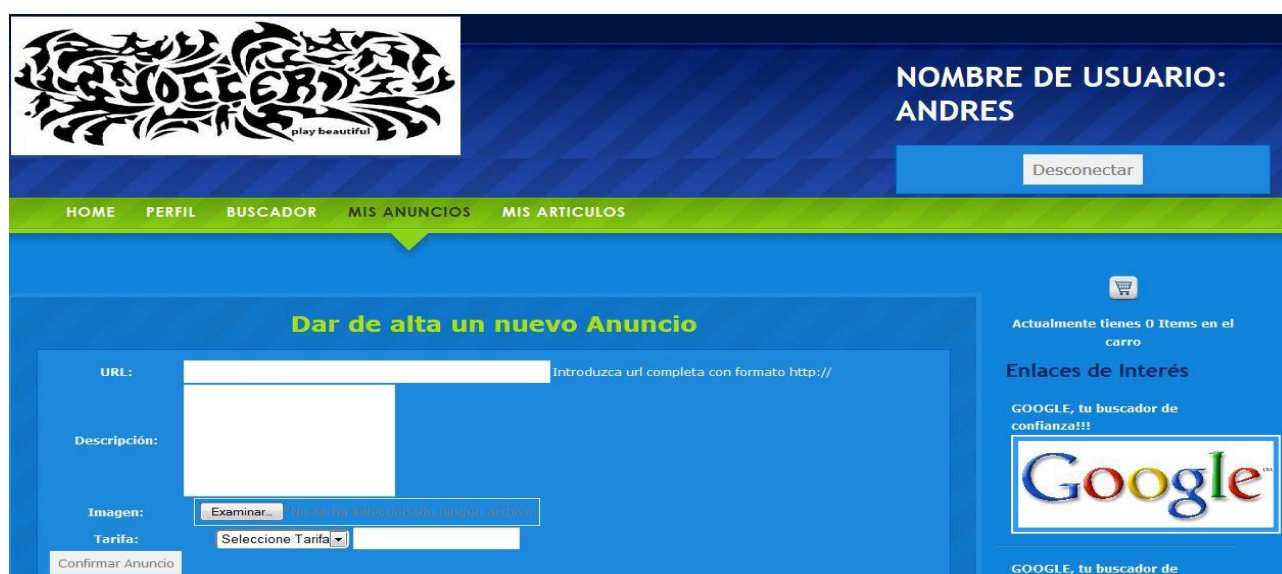 SOCCERIZ
play beautiful
NOMBRE DE USUARIO:
ANDRES
Desconectar
HOME PERFIL BUSCADOR MIS ANUNCIOS MIS ARTICULOS
Actualmente tienes 0 Items en el
carro
Enlaces de Interés
GOOGLE, tu buscador de
confianza!!!
Google
GOOGLE, tu buscador de
Dar de alta un nuevo Anuncio
URL: Introduzca url completa con formato http://
Descripción:
Imagen: Examinar... No se ha seleccionado ningún archivo.
Tarifa: Seleccione Tarifa
Confirmar Anuncio